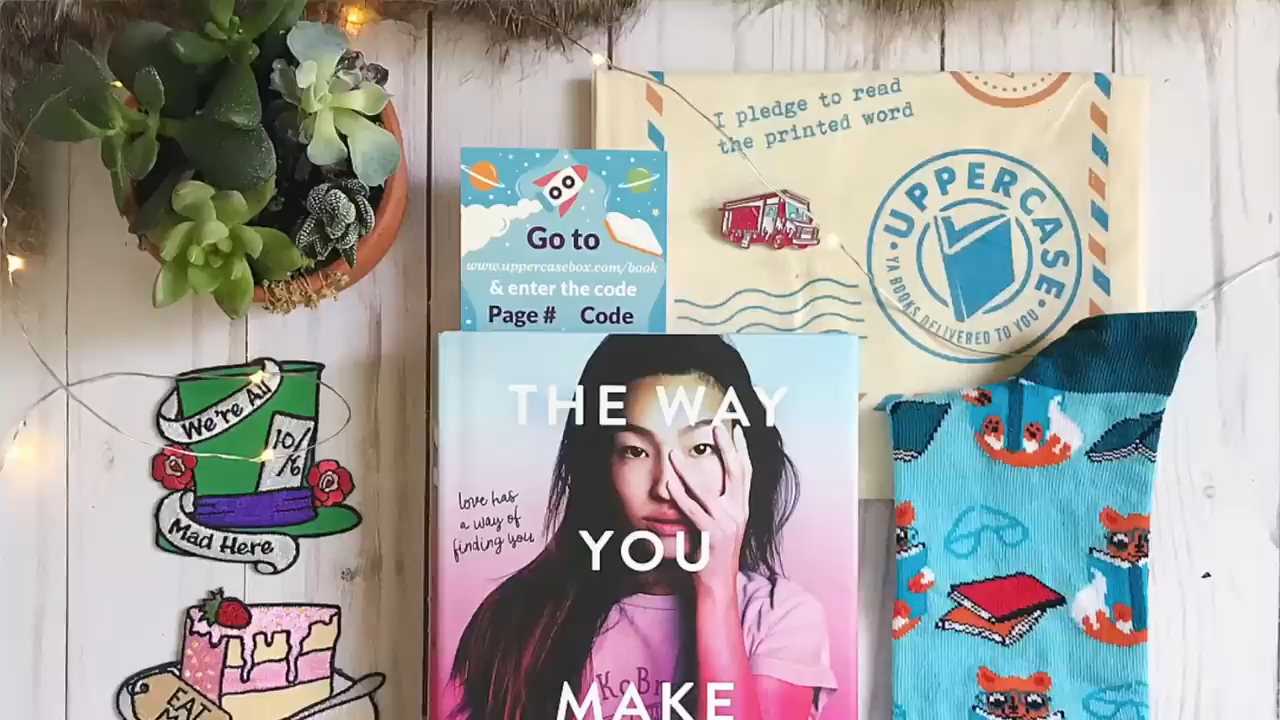 I pledge to read
the printed word
UPPERCASE
YA BOOKS DELIVERED TO YOU
Go to
www.uppercasebox.com/book
& enter the code
Page # Code
We're All
10/6
Mad Here
THE WAY
love has
a way of
finding you
YOU
MAKE
EAT